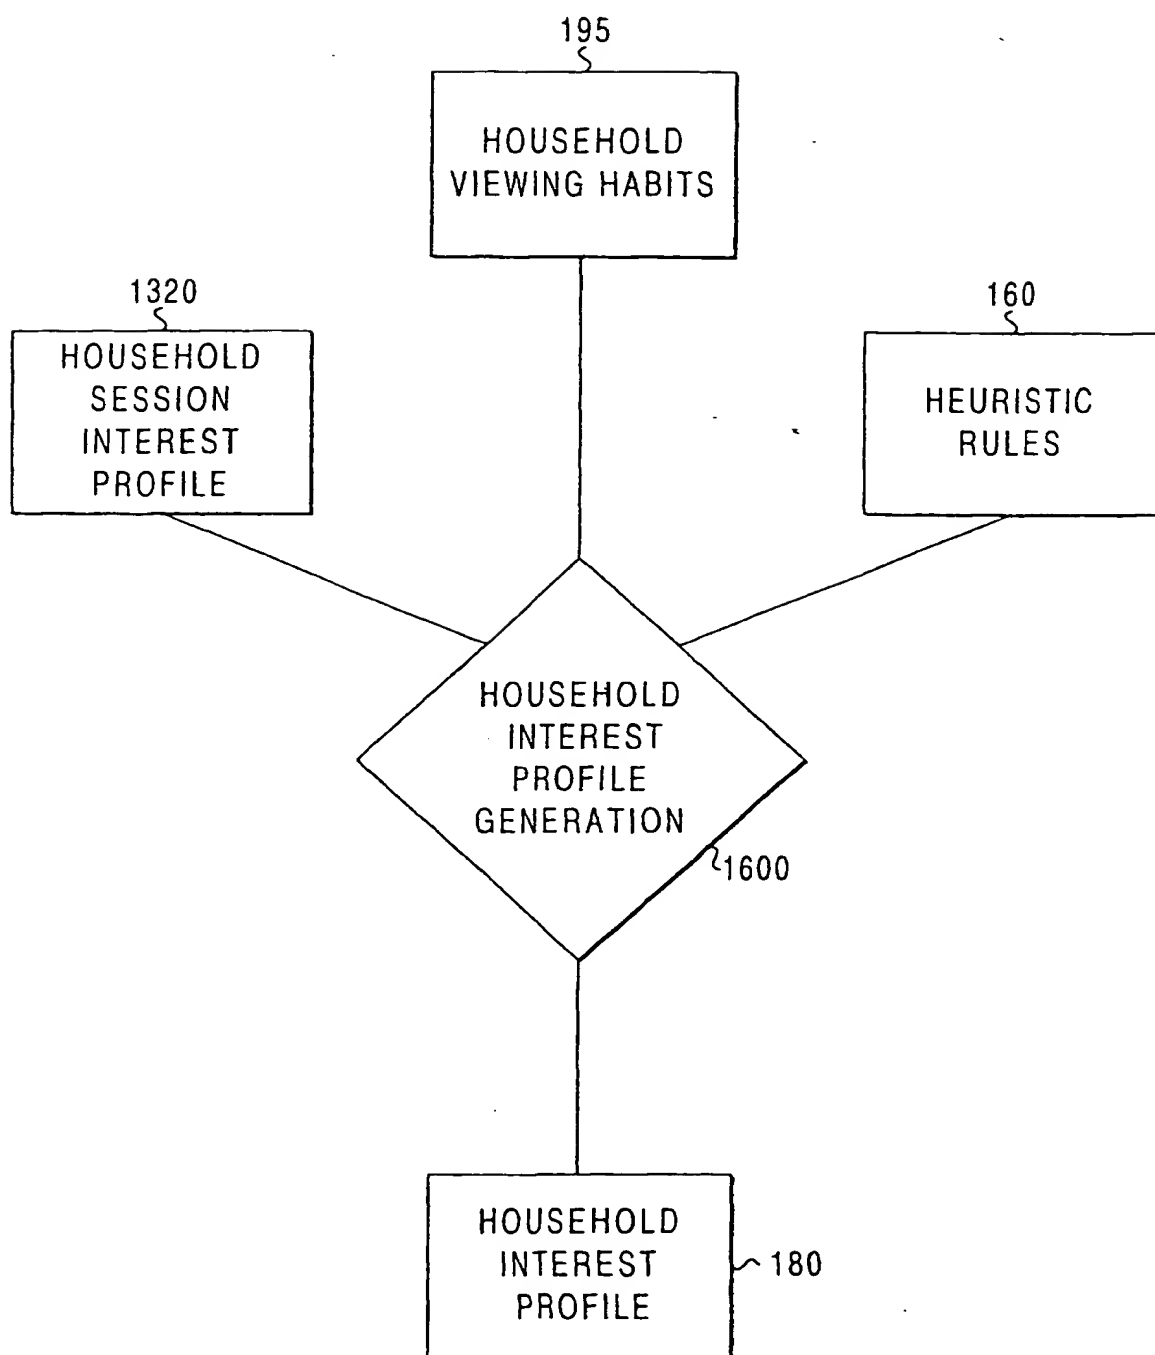 195
HOUSEHOLD
VIEWING HABITS
1320
HOUSEHOLD
SESSION
INTEREST
PROFILE
160
HEURISTIC
RULES
HOUSEHOLD
INTEREST
PROFILE
GENERATION
1600
HOUSEHOLD
INTEREST
PROFILE
180